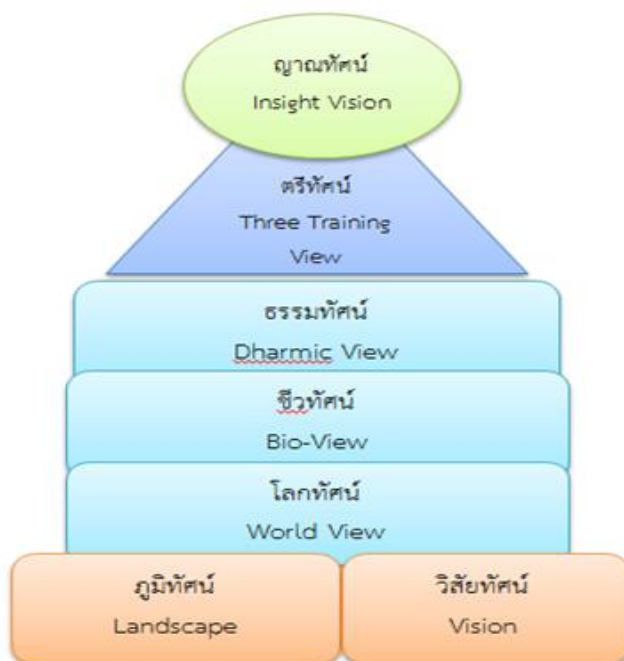 ญาณทัศน์
Insight Vision
ตรีทัศน์
Three Training
View
ธรรมทัศน์
Dharmic View
ชีวทัศน์
Bio-View
โลกทัศน์
World View
ภูมิทัศน์
Landscape
วิสัยทัศน์
Vision